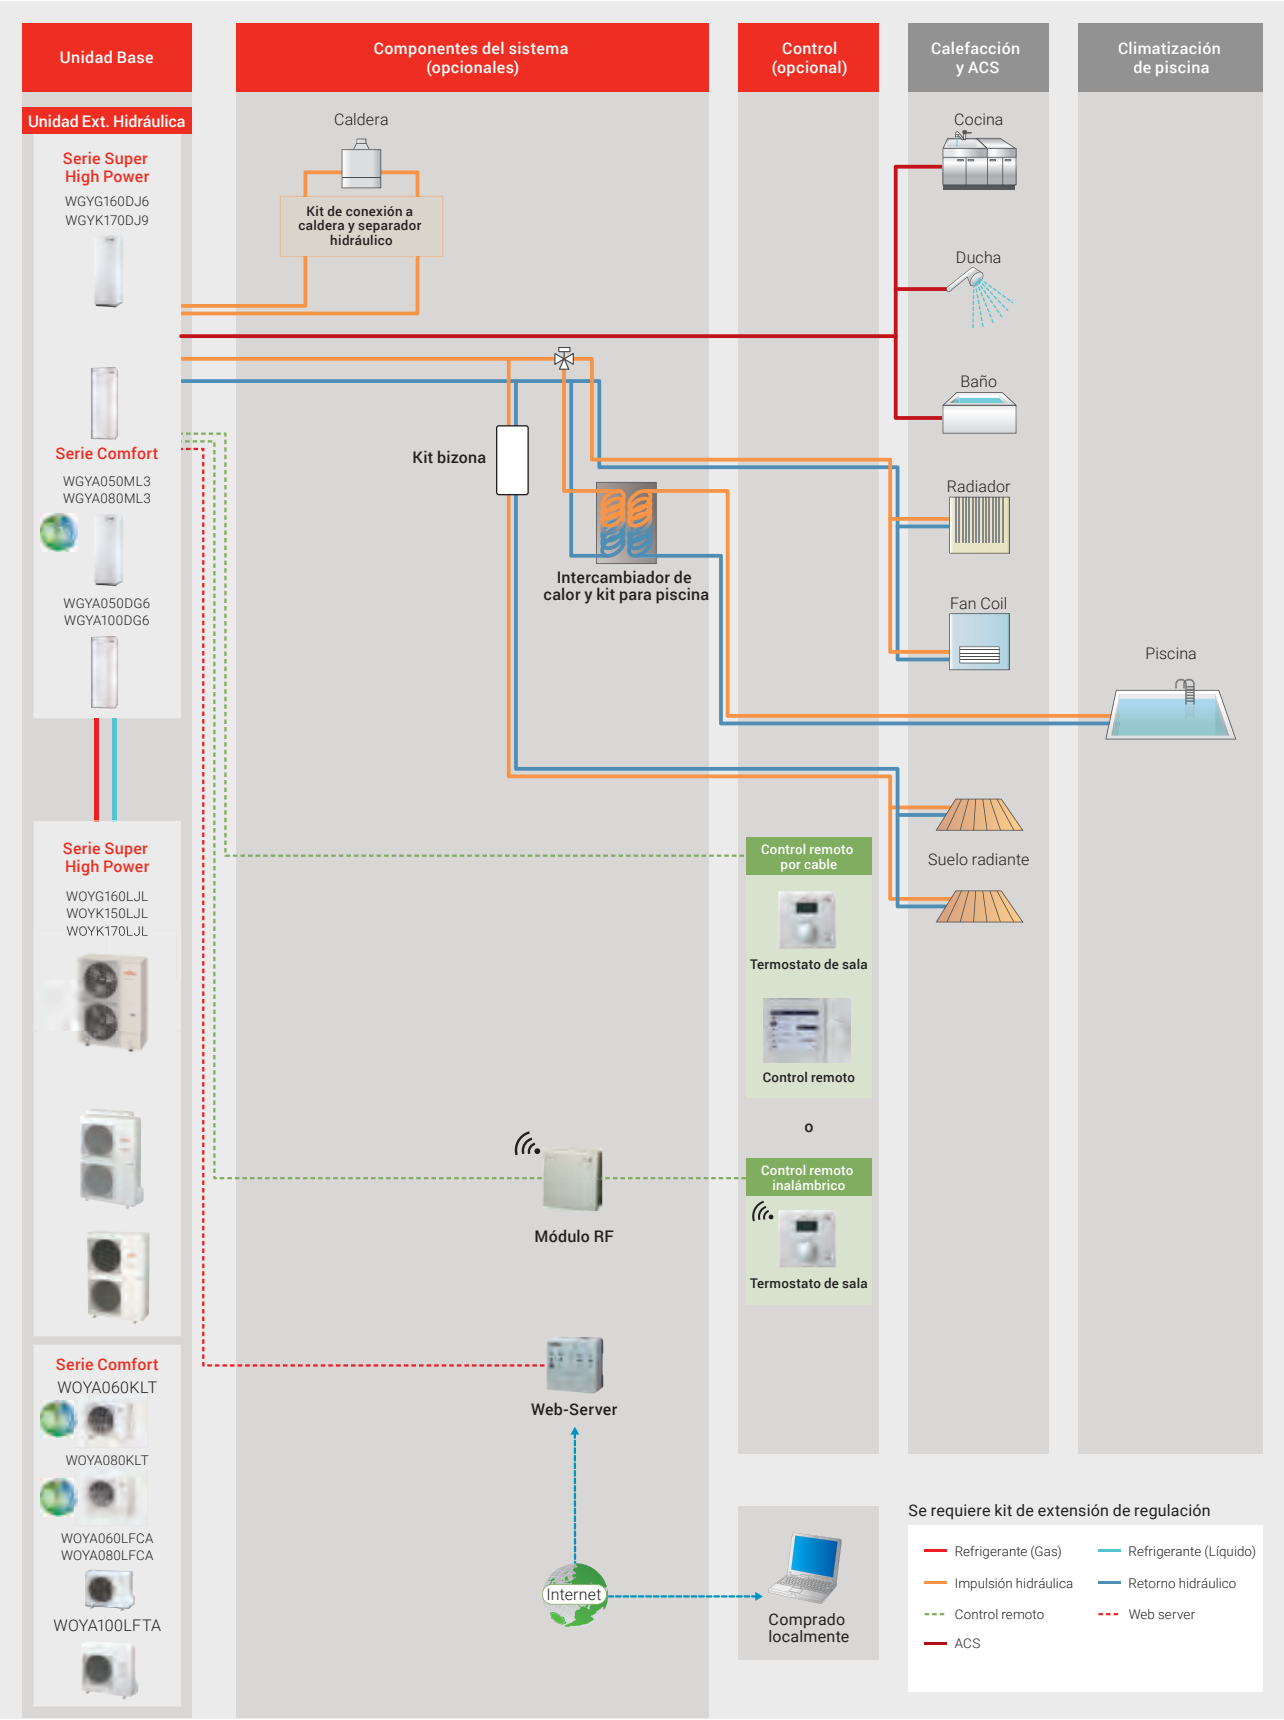 Unidad Base
Componentes del sistema
(opcionales)
Control
(opcional)
Calefacción
y ACS
Climatización
de piscina
Unidad Ext. Hidráulica
Serie Super
High Power
WGYG160DJ6
WGYK170DJ9
Serie Comfort
WGYA050ML3
WGYA080ML3
WGYA050DG6
WGYA100DG6
Serie Super
High Power
WOYG160LJL
WOYK150LJL
WOYK170LJL
Serie Comfort
WOYA060KLT
WOYA080KLT
WOYA060LFCA
WOYA080LFCA
WOYA100LFTA
Caldera
Kit de conexión a
caldera y separador
hidráulico
Kit bizona
Intercambiador de
calor y kit para piscina
Módulo RF
Web-Server
Internet
Control remoto
por cable
Termostato de sala
Control remoto
o
Control remoto
inalámbrico
Termostato de sala
Comprado
localmente
Cocina
Ducha
Baño
Radiador
Fan Coil
Suelo radiante
Piscina
Se requiere kit de extensión de regulación
Refrigerante (Gas)
Refrigerante (Líquido)
Impulsión hidráulica
Retorno hidráulico
Control remoto
Web server
ACS